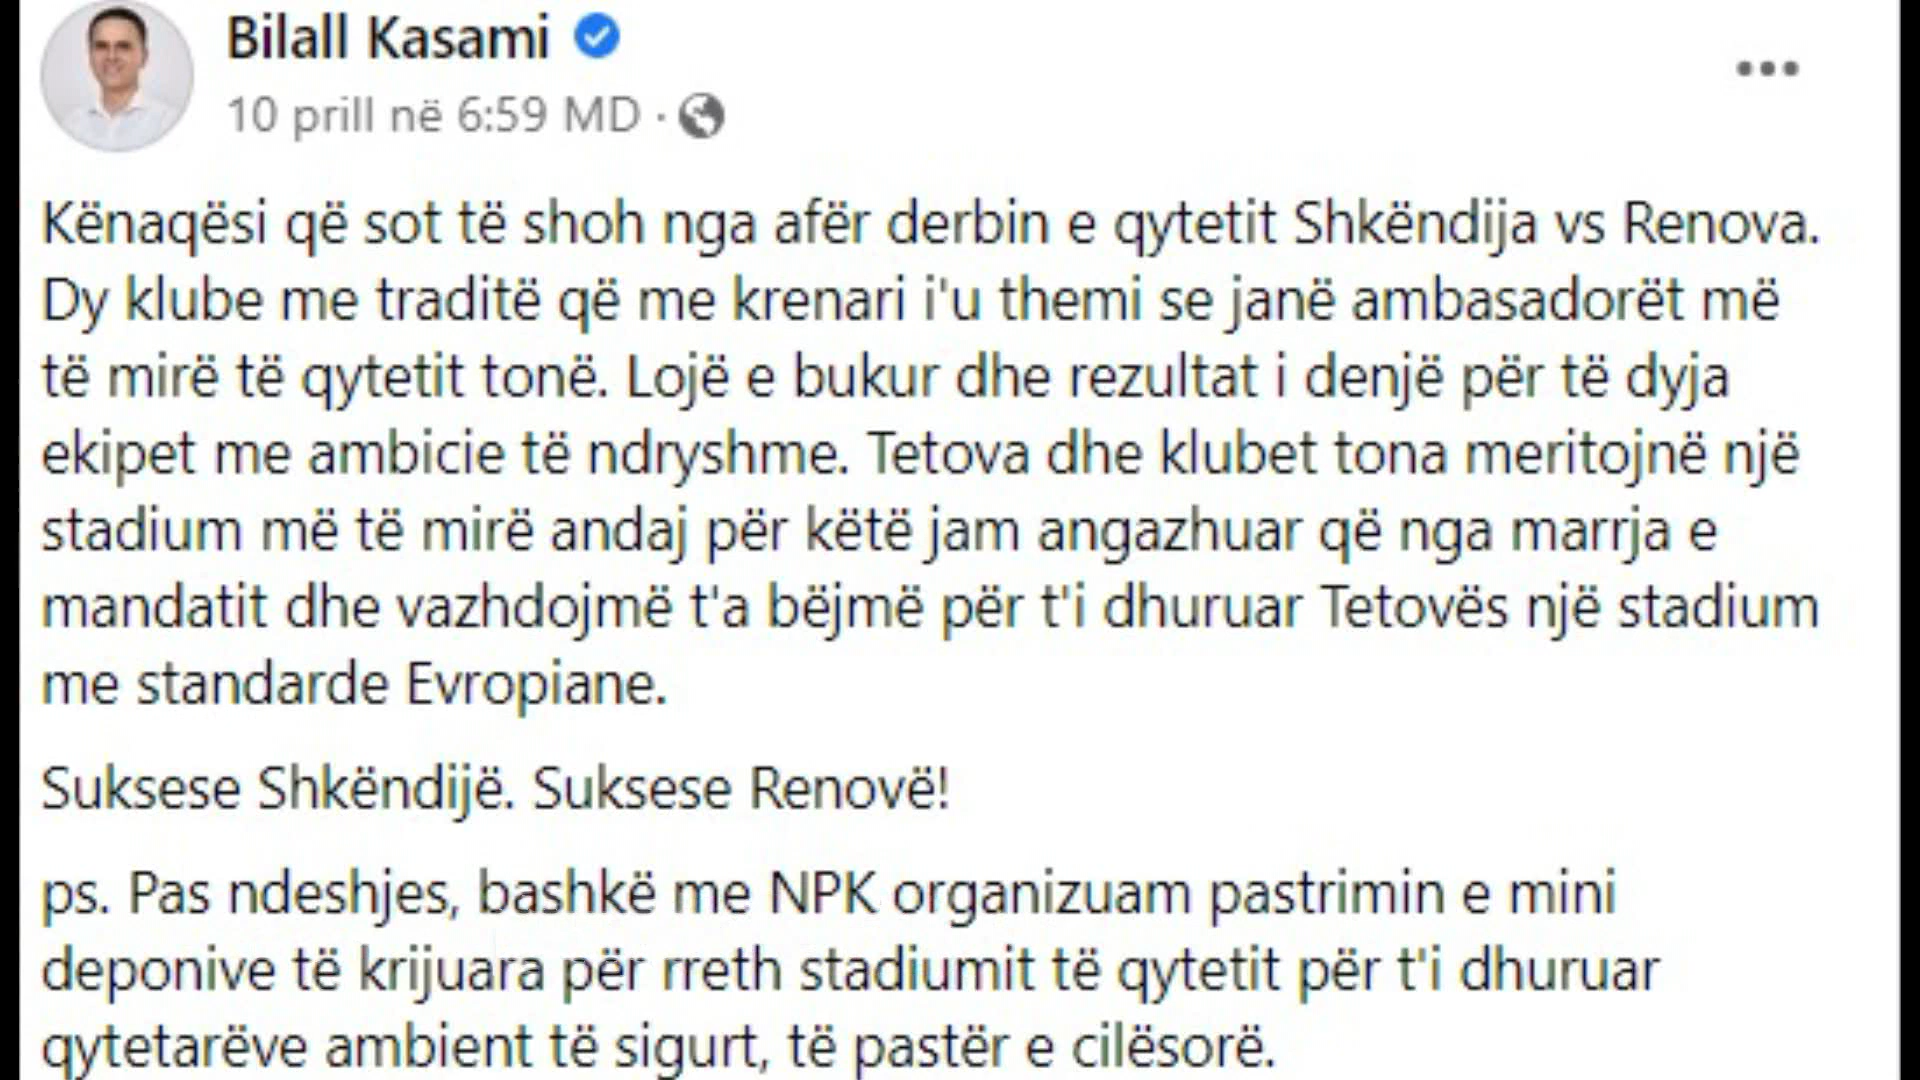 Bilall Kasami
10 prill në 6:59 MD ·
Kënaqësi që sot të shoh nga afër derbin e qytetit Shkëndija vs Renova.
Dy klube me traditë që me krenari i'u themi se janë ambasadorët më
të mirë të qytetit tonë. Lojë e bukur dhe rezultat i denjë për të dyja
ekipet me ambicie të ndryshme. Tetova dhe klubet tona meritojnë një
stadium më të mirë andaj për këtë jam angazhuar që nga marrja e
mandatit dhe vazhdojmë t'a bëjmë për t'i dhuruar Tetovës një stadium
me standarde Evropiane.
Suksese Shkëndijë. Suksese Renovë!
ps. Pas ndeshjes, bashkë me NPK organizuam pastrimin e mini
deponive të krijuara për rreth stadiumit të qytetit për t'i dhuruar
qytetarëve ambient të sigurt, të pastër e cilësorë.